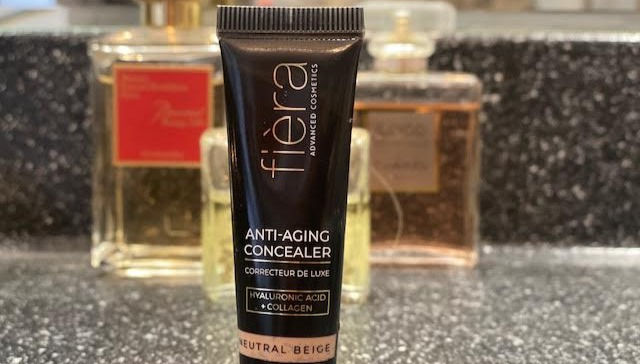 fièra
ADVANCED COSMETICS
ANTI-AGING
CONCEALER
CORRECTEUR DE LUXE
HYALURONIC ACID
+ COLLAGEN
NEUTRAL BEIGE